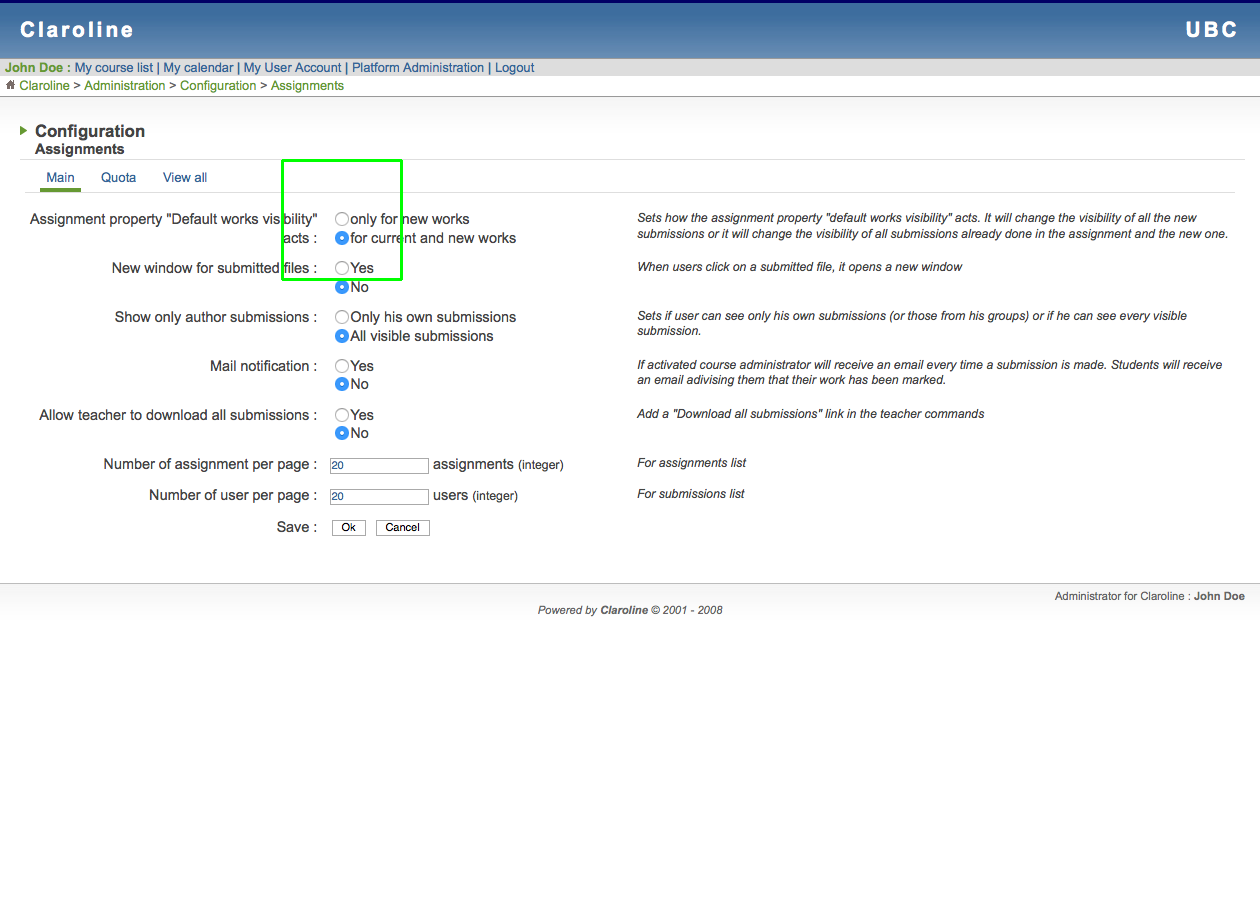 Claroline UBC
John Doe : My course list | My calendar | My User Account | Platform Administration | Logout
Claroline > Administration > Configuration > Assignments
Configuration
Assignments
Main Quota View all
Assignment property "Default works visibility" acts :
only for new works
for current and new works
Sets how the assignment property "default works visibility" acts. It will change the visibility of all the new
submissions or it will change the visibility of all submissions already done in the assignment and the new one.
New window for submitted files :
Yes
No
When users click on a submitted file, it opens a new window
Show only author submissions :
Only his own submissions
All visible submissions
Sets if user can see only his own submissions (or those from his groups) or if he can see every visible
submission.
Mail notification :
Yes
No
If activated course administrator will receive an email every time a submission is made. Students will receive
an email adivising them that their work has been marked.
Allow teacher to download all submissions :
Yes
No
Add a "Download all submissions" link in the teacher commands
Number of assignment per page : 20 assignments (integer) For assignments list
Number of user per page : 20 users (integer) For submissions list
Save : Ok Cancel
Administrator for Claroline : John Doe
Powered by Claroline © 2001 - 2008